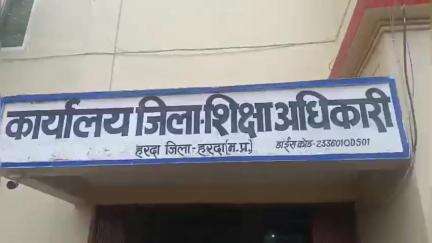 कार्यालय जिला-शिक्षा अधिकारी
हरदा जिला-हरदा(म.प्र.) डाईसकोड-23360100501